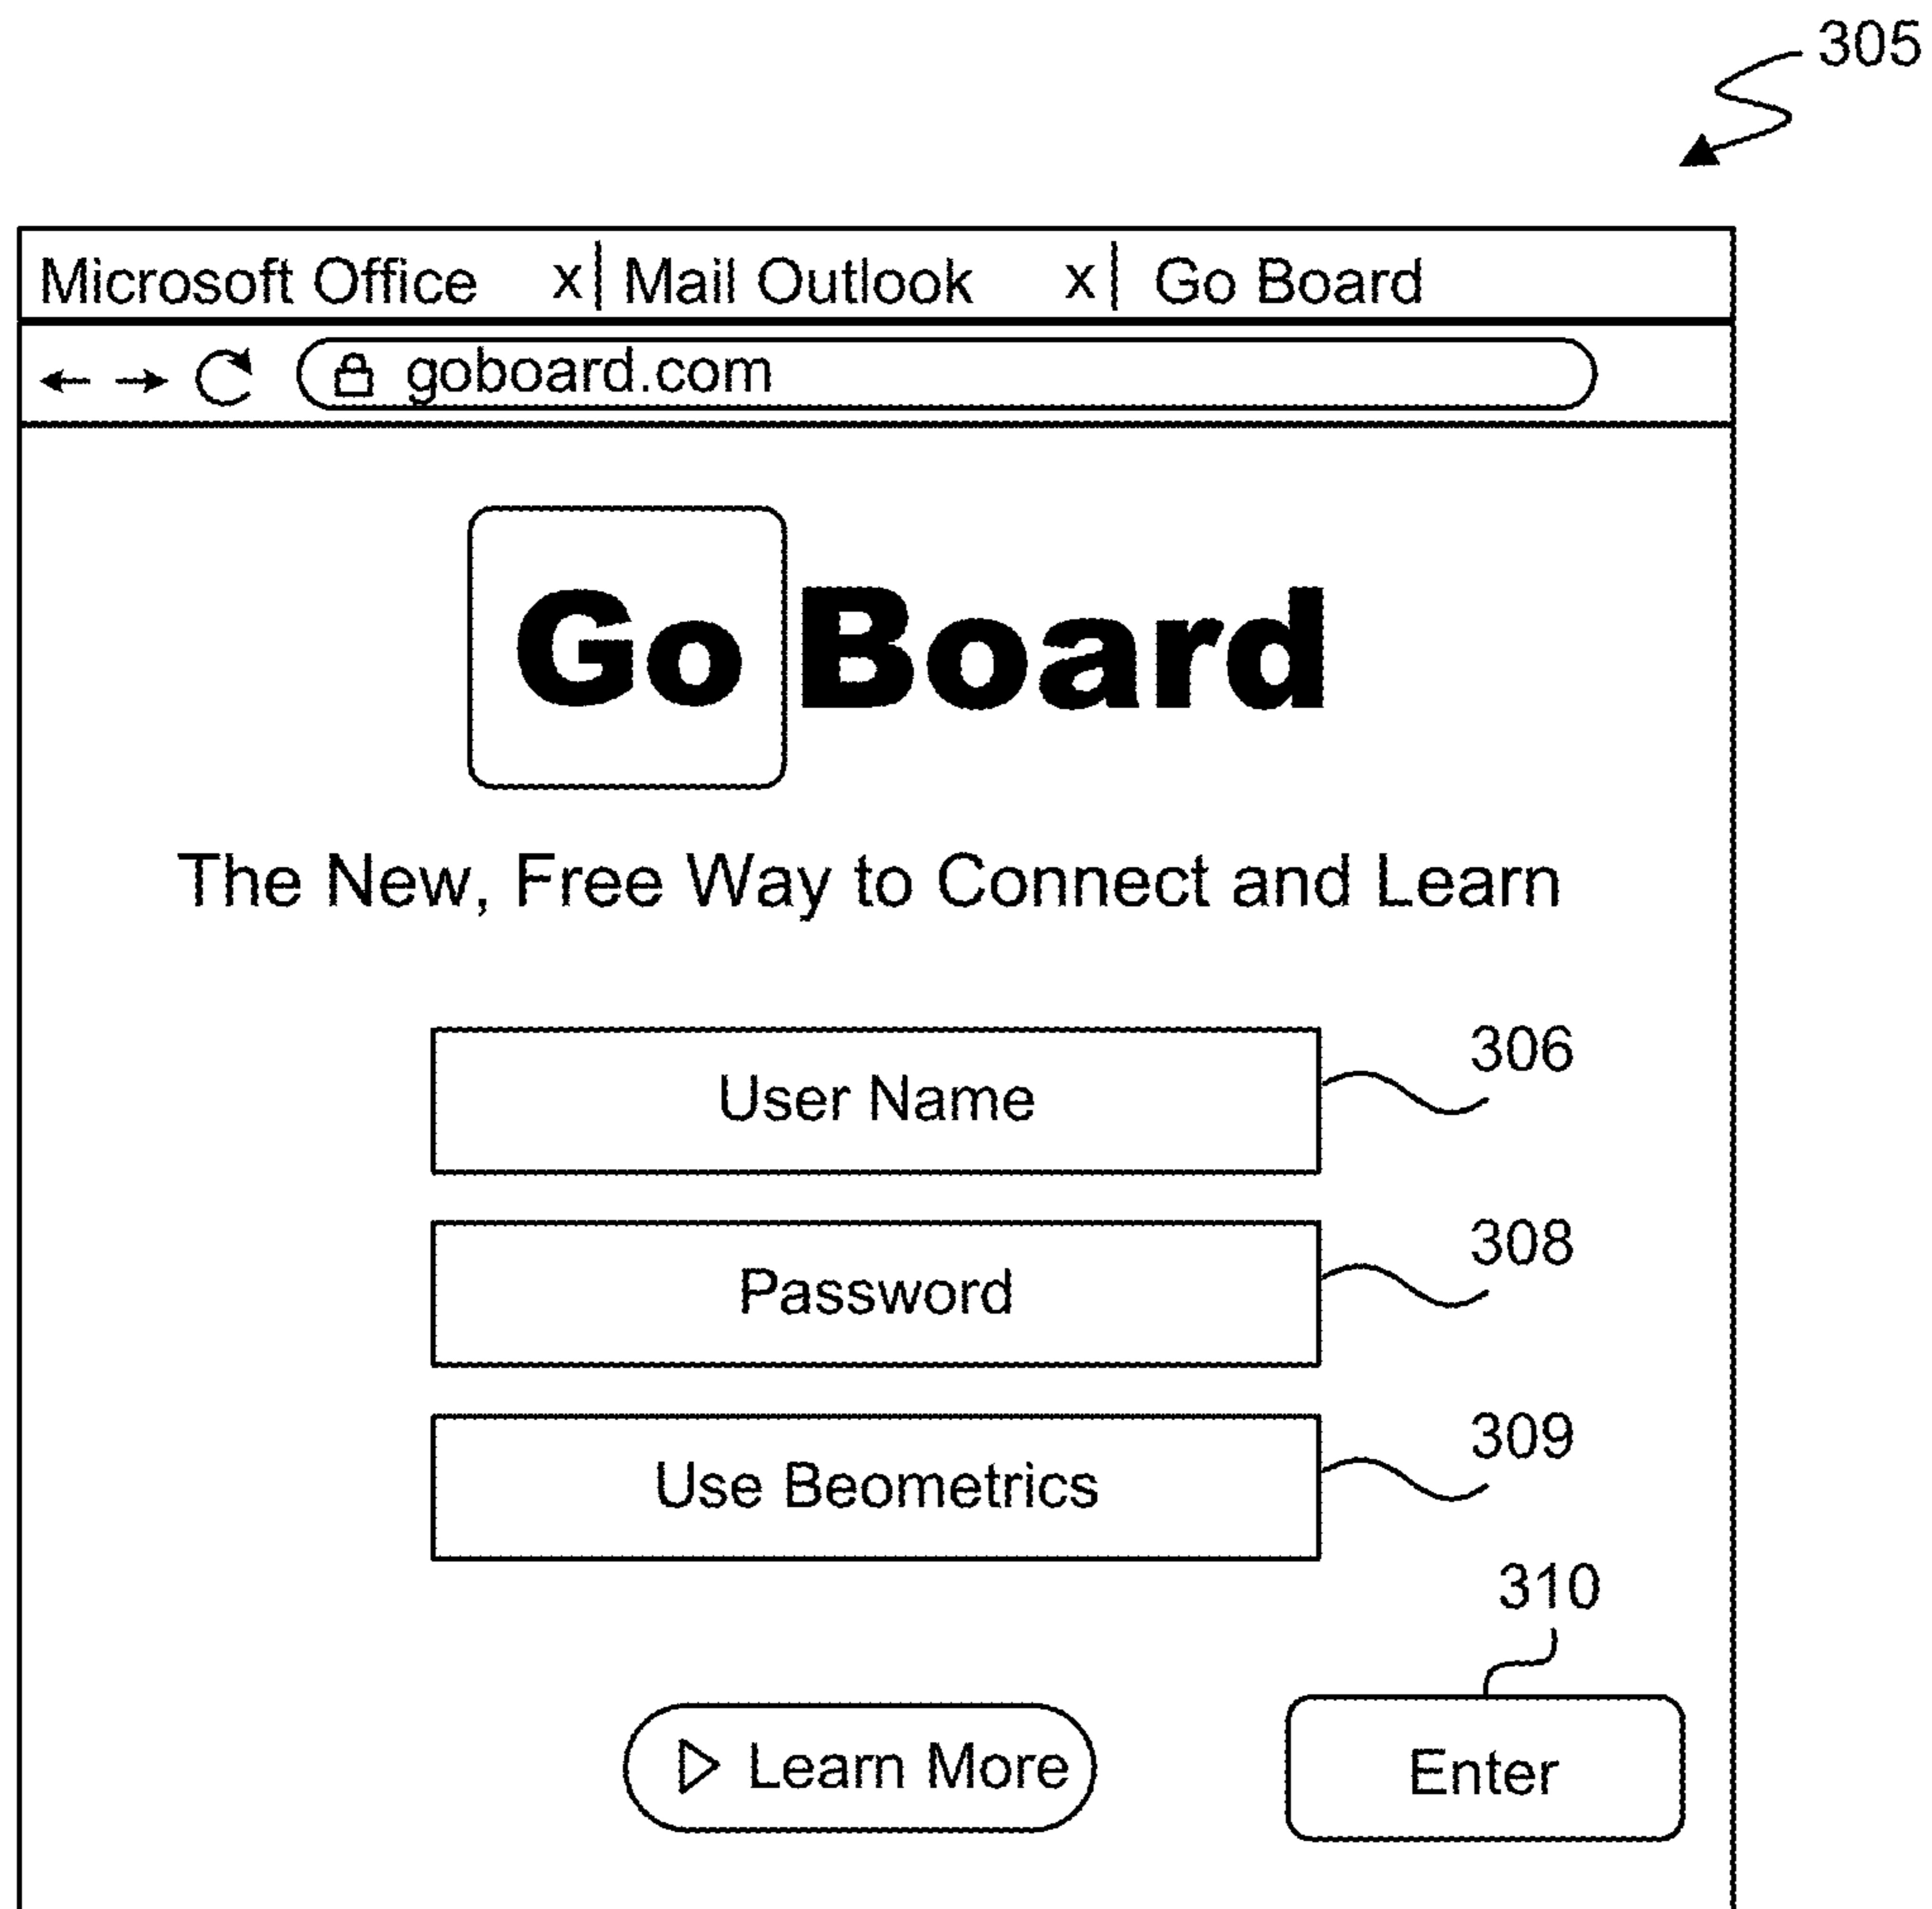 305
Microsoft Office x | Mail Outlook x | Go Board
goboard.com
Go Board
The New, Free Way to Connect and Learn
306
User Name
308
Password
309
Use Beometrics
310
Learn More
Enter